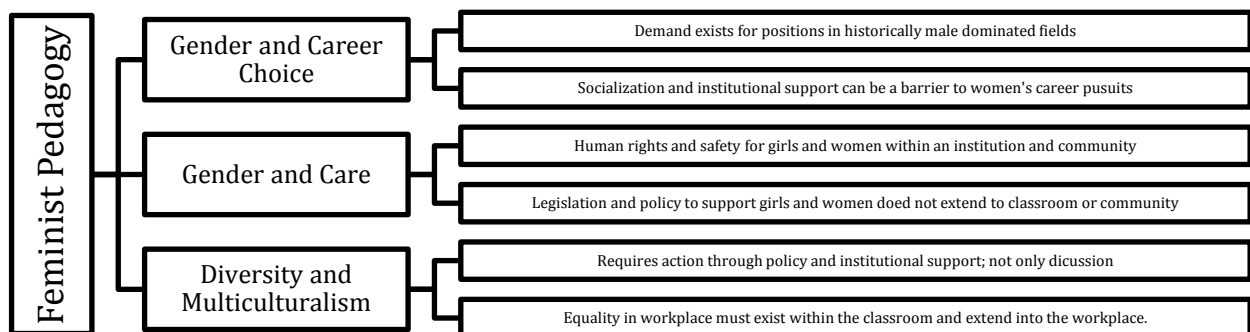 Feminist Pedagogy
Gender and Career
Choice
Demand exists for positions in historically male dominated fields
Socialization and institutional support can be a barrier to women's career pusuits
Gender and Care
Human rights and safety for girls and women within an institution and community
Legislation and policy to support girls and women doed not extend to classroom or community
Diversity and
Multiculturalism
Requires action through policy and institutional support; not only dicussion
Equality in workplace must exist within the classroom and extend into the workplace.